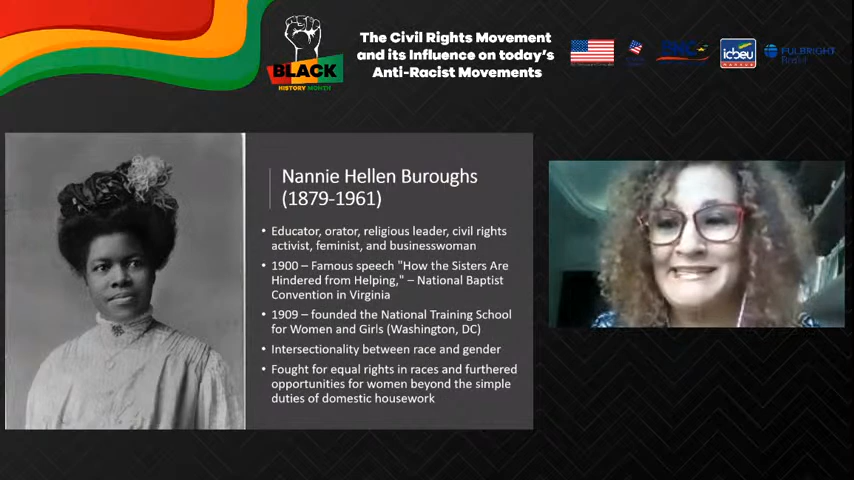 The Civil Rights Movement
and its Influence on today's
Anti-Racist Movements
BLACK
HISTORY MONTH
icbeu
MANAUS
FULBRIGHT
Brasil
Nannie Hellen Buroughs
(1879-1961)
• Educator, orator, religious leader, civil rights
activist, feminist, and businesswoman
• 1900 – Famous speech "How the Sisters Are
Hindered from Helping," – National Baptist
Convention in Virginia
• 1909 – founded the National Training School
for Women and Girls (Washington, DC)
• Intersectionality between race and gender
• Fought for equal rights in races and furthered
opportunities for women beyond the simple
duties of domestic housework